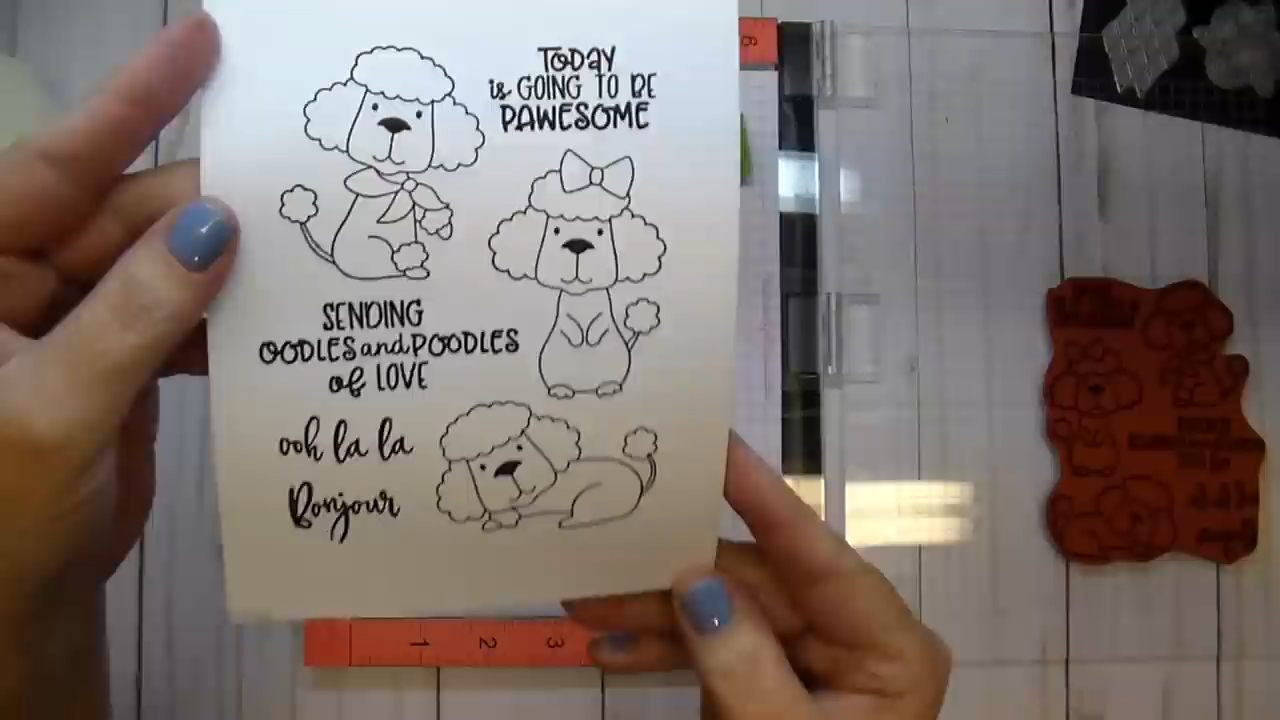 TODAY
is GOING TO BE
PAWESOME
SENDING
OODLES and POODLES
of LOVE
ooh la la
Bonjour
6
1 2 3